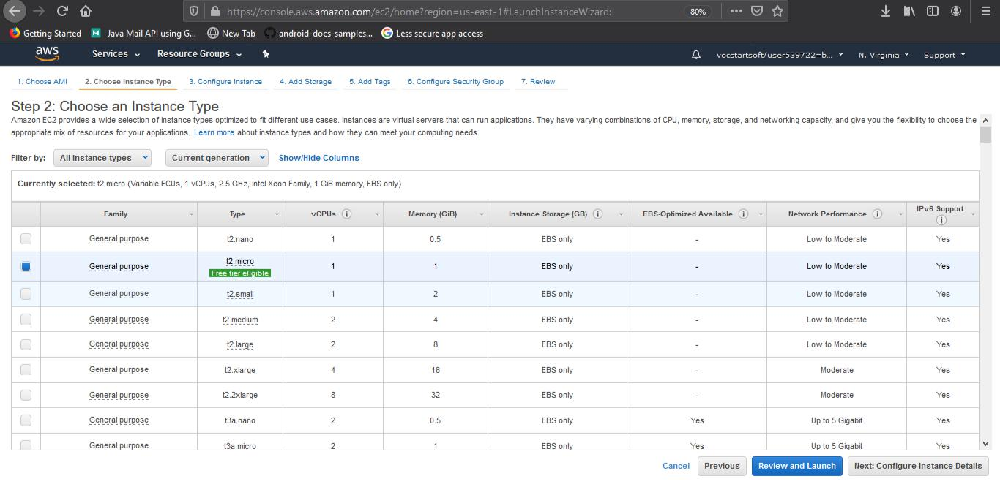 https://console.aws.amazon.com/ec2/home?region=us-east-1#LaunchInstanceWizard: 80%
Getting Started M Java Mail API using G... New Tab android-docs-samples... G Less secure app access
aws Services Resource Groups vocstartsoft/user539722=b... N. Virginia Support
1. Choose AMI 2. Choose Instance Type 3. Configure Instance 4. Add Storage 5. Add Tags 6. Configure Security Group 7. Review
Step 2: Choose an Instance Type
Amazon EC2 provides a wide selection of instance types optimized to fit different use cases. Instances are virtual servers that can run applications. They have varying combinations of CPU, memory, storage, and networking capacity, and give you the flexibility to choose the
appropriate mix of resources for your applications. Learn more about instance types and how they can meet your computing needs.
Filter by: All instance types Current generation Show/Hide Columns
Currently selected: t2.micro (Variable ECUs, 1 vCPUs, 2.5 GHz, Intel Xeon Family, 1 GiB memory, EBS only)
Family Type vCPUs i Memory (GiB) Instance Storage (GB) i EBS-Optimized Available i Network Performance i IPv6 Support i
General purpose t2.nano 1 0.5 EBS only - Low to Moderate Yes
General purpose t2.micro 1 1 EBS only - Low to Moderate Yes
Free tier eligible
General purpose t2.small 1 2 EBS only - Low to Moderate Yes
General purpose t2.medium 2 4 EBS only - Low to Moderate Yes
General purpose t2.large 2 8 EBS only - Low to Moderate Yes
General purpose t2.xlarge 4 16 EBS only - Moderate Yes
General purpose t2.2xlarge 8 32 EBS only - Moderate Yes
General purpose t3a.nano 2 0.5 EBS only Yes Up to 5 Gigabit Yes
General purpose t3a.micro 2 1 EBS only Yes Up to 5 Gigabit Yes
Cancel Previous Review and Launch Next: Configure Instance Details